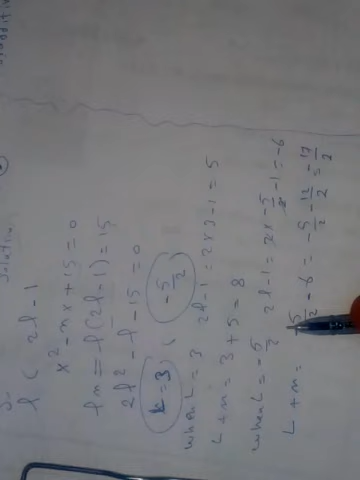 Solution
l ( 2l - 1
x² - nx + 15 = 0
lm = l(2l - 1) = 15
2l² - l - 15 = 0
L = 3, ( -5/2 )
when L = 3 2l - 1 = 2 x 3 - 1 = 5
L + m = 3 + 5 = 8
when L = -5/2 2l - 1 = 2 x -5/2 - 1 = -6
L + m = -5/2 - 6 = -5/2 - 12/2 = -17/2